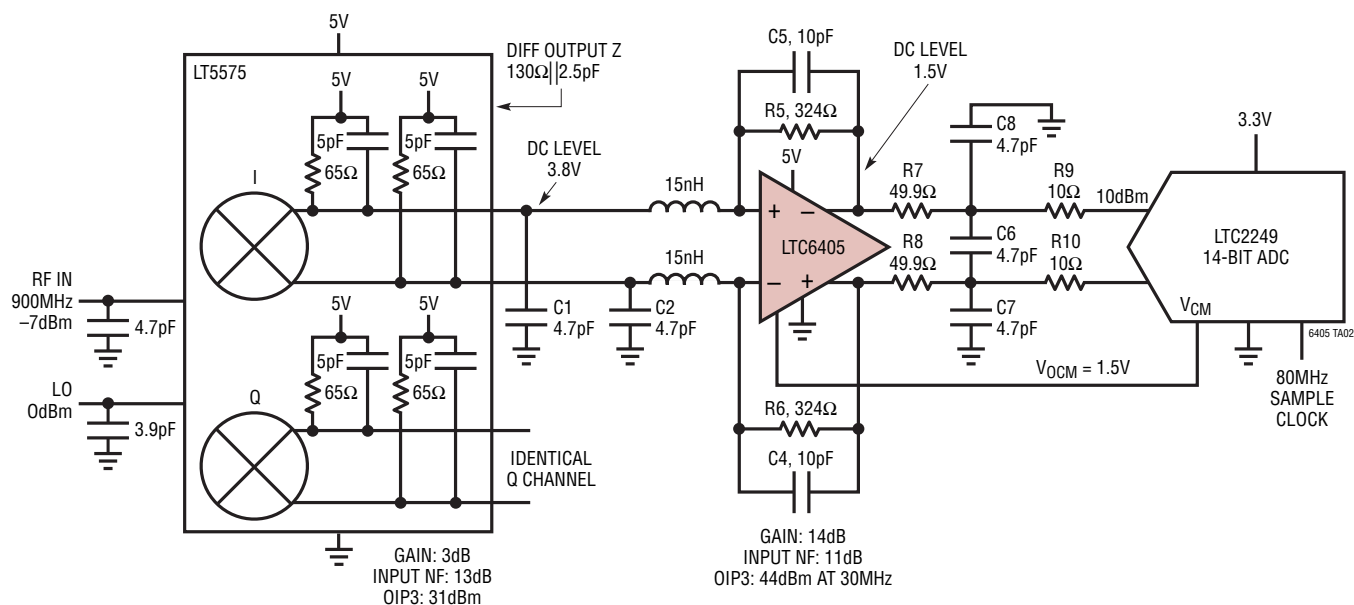 5V
LT5575
DIFF OUTPUT Z
130Ω||2.5pF
5V
5V
5pF
65Ω
5pF
65Ω
I
DC LEVEL
3.8V
15nH
15nH
C1
4.7pF
C2
4.7pF
RF IN
900MHz
–7dBm
4.7pF
LO
0dBm
3.9pF
5V
5V
5pF
65Ω
5pF
65Ω
Q
IDENTICAL
Q CHANNEL
GAIN: 3dB
INPUT NF: 13dB
OIP3: 31dBm
C5, 10pF
R5, 324Ω
DC LEVEL
1.5V
5V
+ –
LTC6405
– +
R6, 324Ω
C4, 10pF
GAIN: 14dB
INPUT NF: 11dB
OIP3: 44dBm AT 30MHz
R7
49.9Ω
R8
49.9Ω
C8
4.7pF
C6
4.7pF
C7
4.7pF
R9
10Ω
R10
10Ω
10dBm
3.3V
LTC2249
14-BIT ADC
VCM
VOCM = 1.5V
6405 TA02
80MHz
SAMPLE
CLOCK